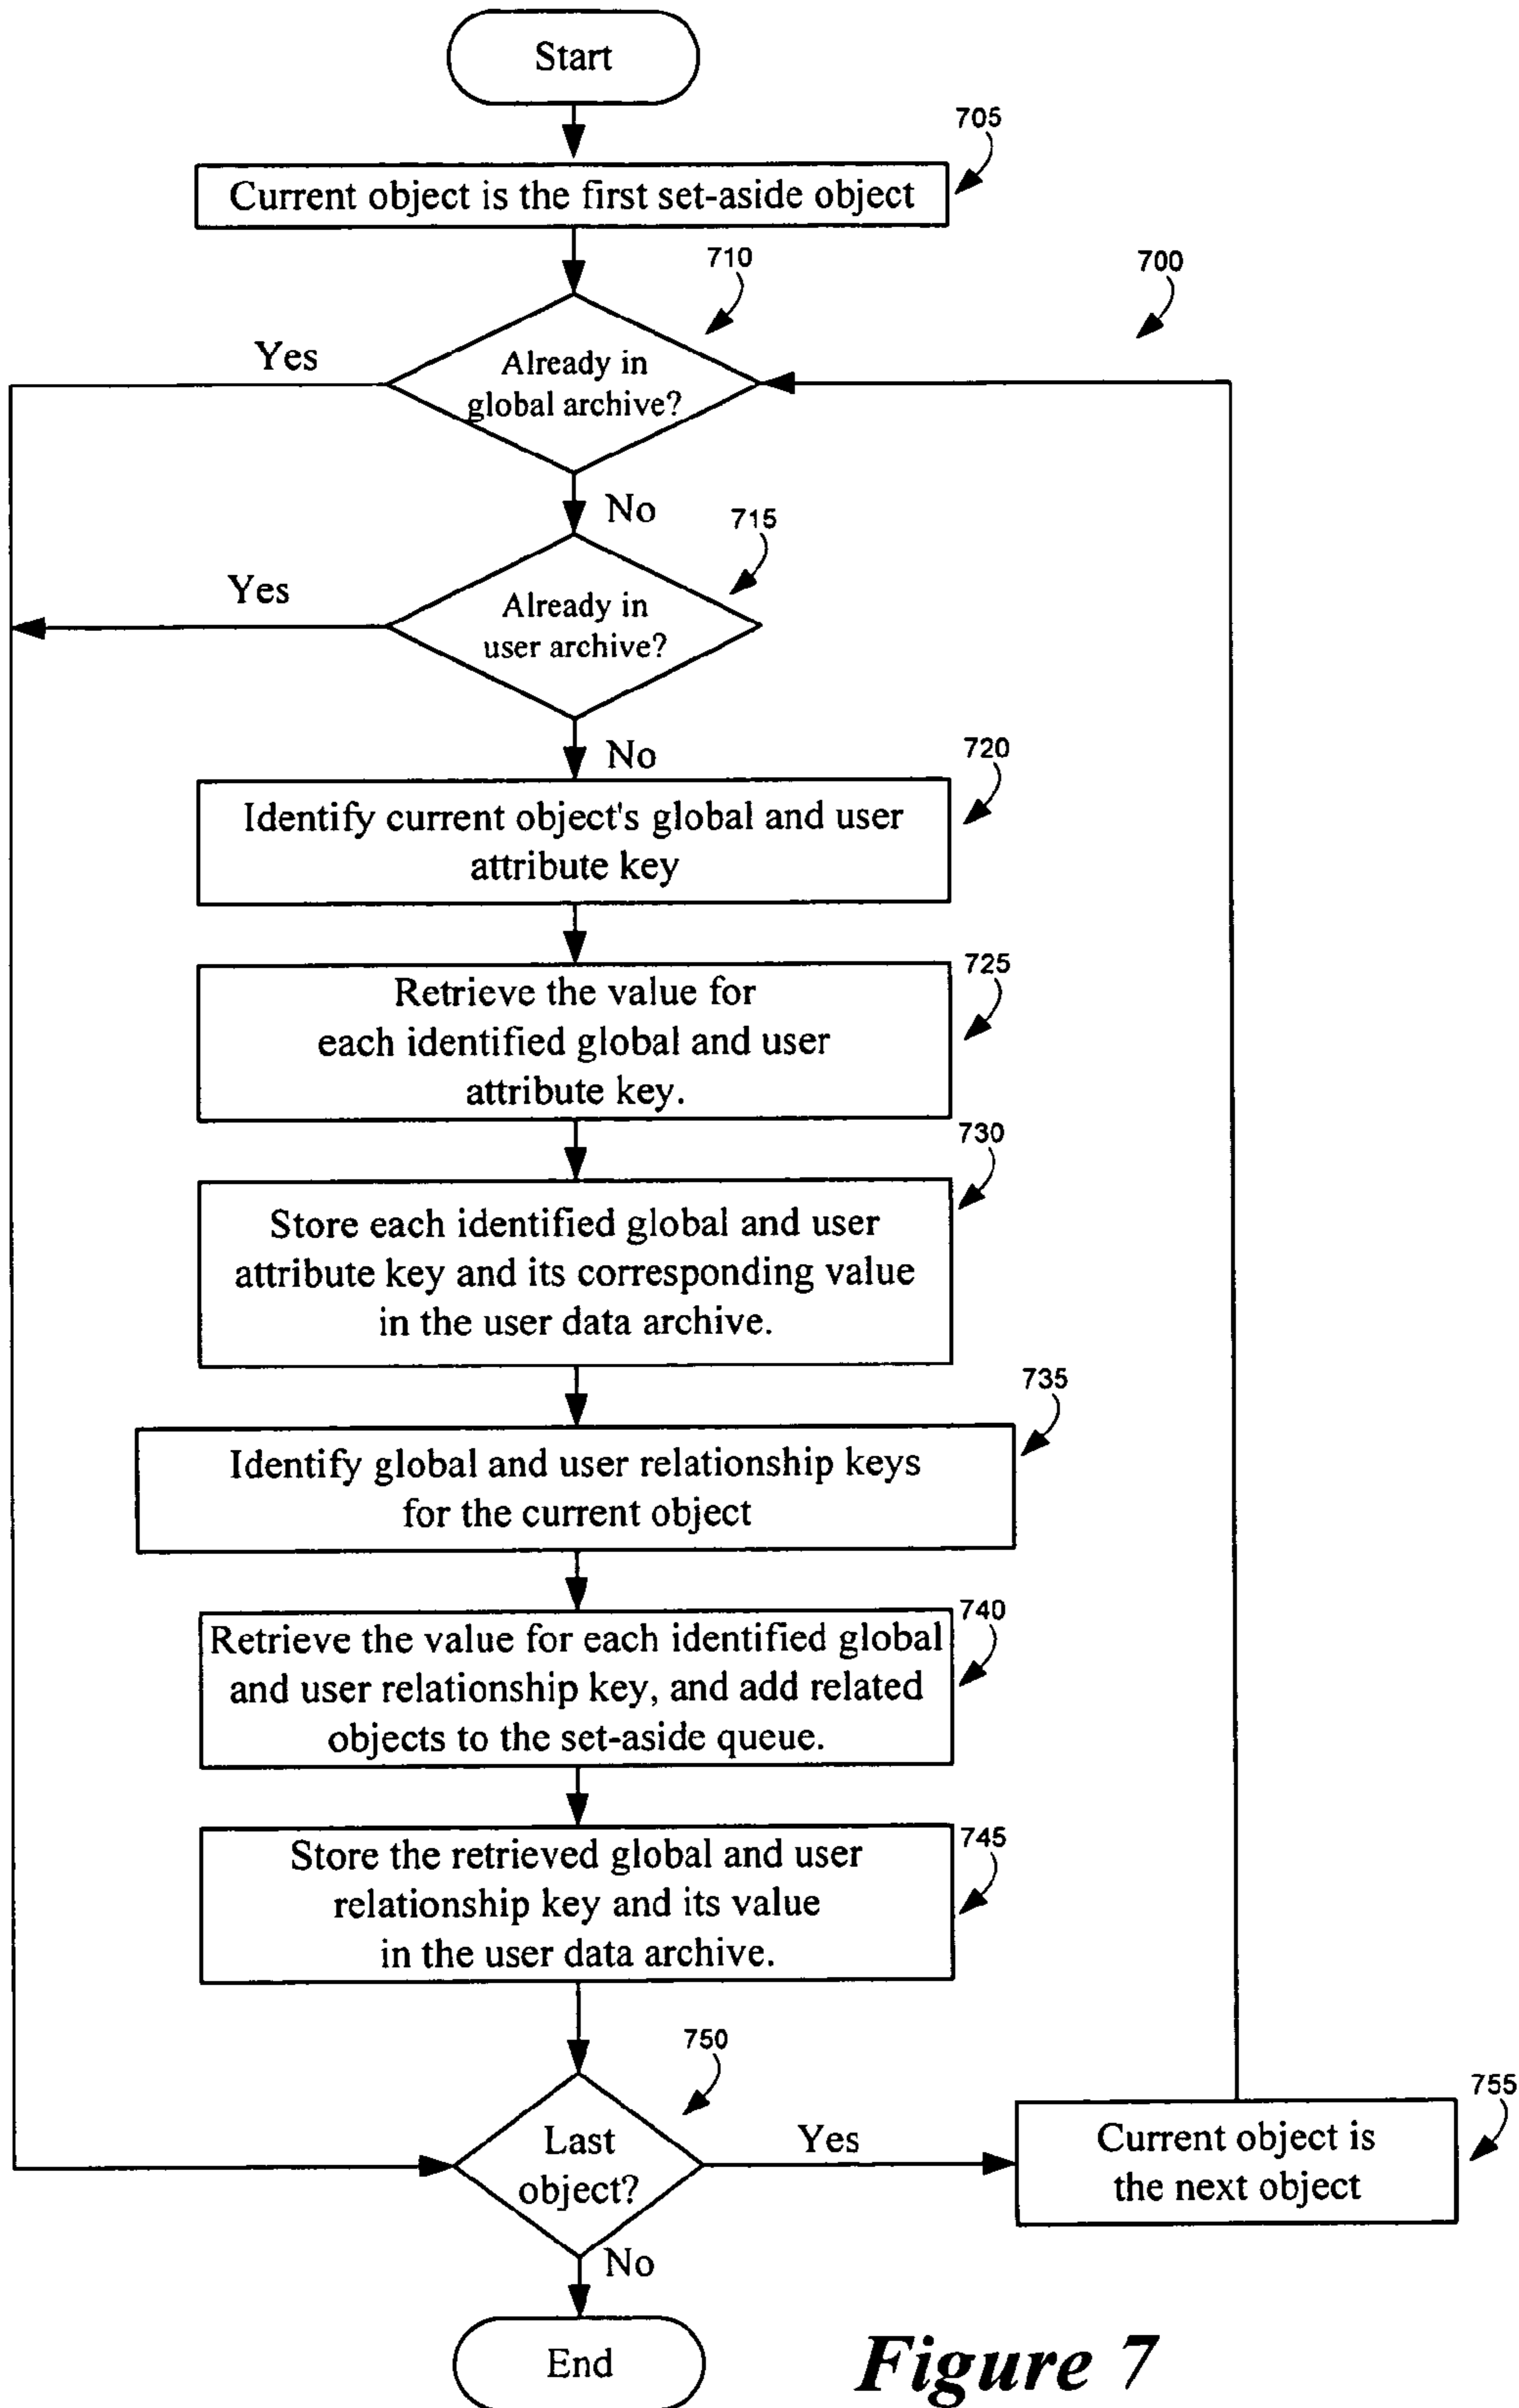 Start
705
Current object is the first set-aside object
710
700
Yes
Already in
global archive?
No
715
Yes
Already in
user archive?
No
720
Identify current object's global and user
attribute key
725
Retrieve the value for
each identified global and user
attribute key.
730
Store each identified global and user
attribute key and its corresponding value
in the user data archive.
735
Identify global and user relationship keys
for the current object
740
Retrieve the value for each identified global
and user relationship key, and add related
objects to the set-aside queue.
745
Store the retrieved global and user
relationship key and its value
in the user data archive.
750
Last
object?
Yes
755
Current object is
the next object
No
End
Figure 7